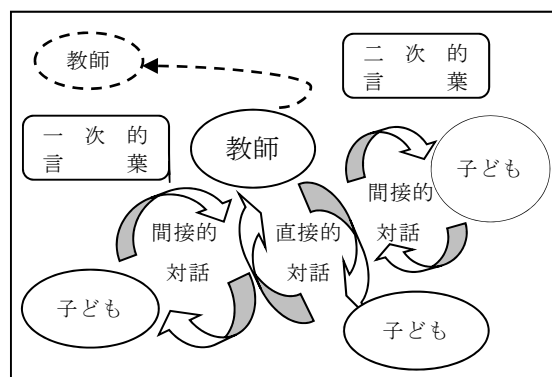 教師
二次的
言葉
一次的
言葉
教師
子ども
間接的
対話
間接的
対話
直接的
対話
子ども
子ども